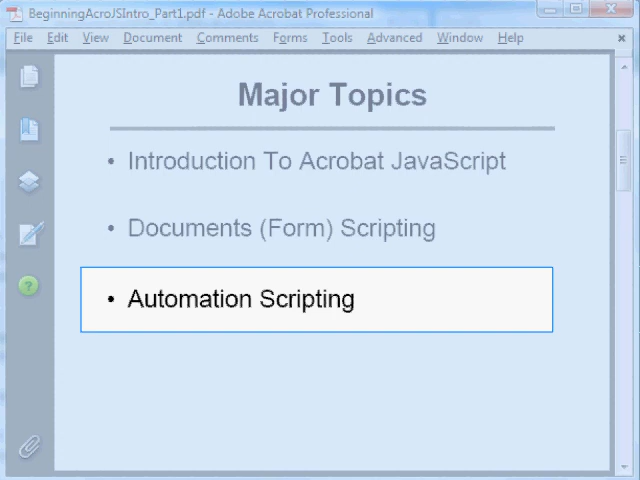 BeginningAcroJSIntro_Part1.pdf - Adobe Acrobat Professional
File Edit View Document Comments Forms Tools Advanced Window Help
Major Topics
• Introduction To Acrobat JavaScript
• Documents (Form) Scripting
• Automation Scripting